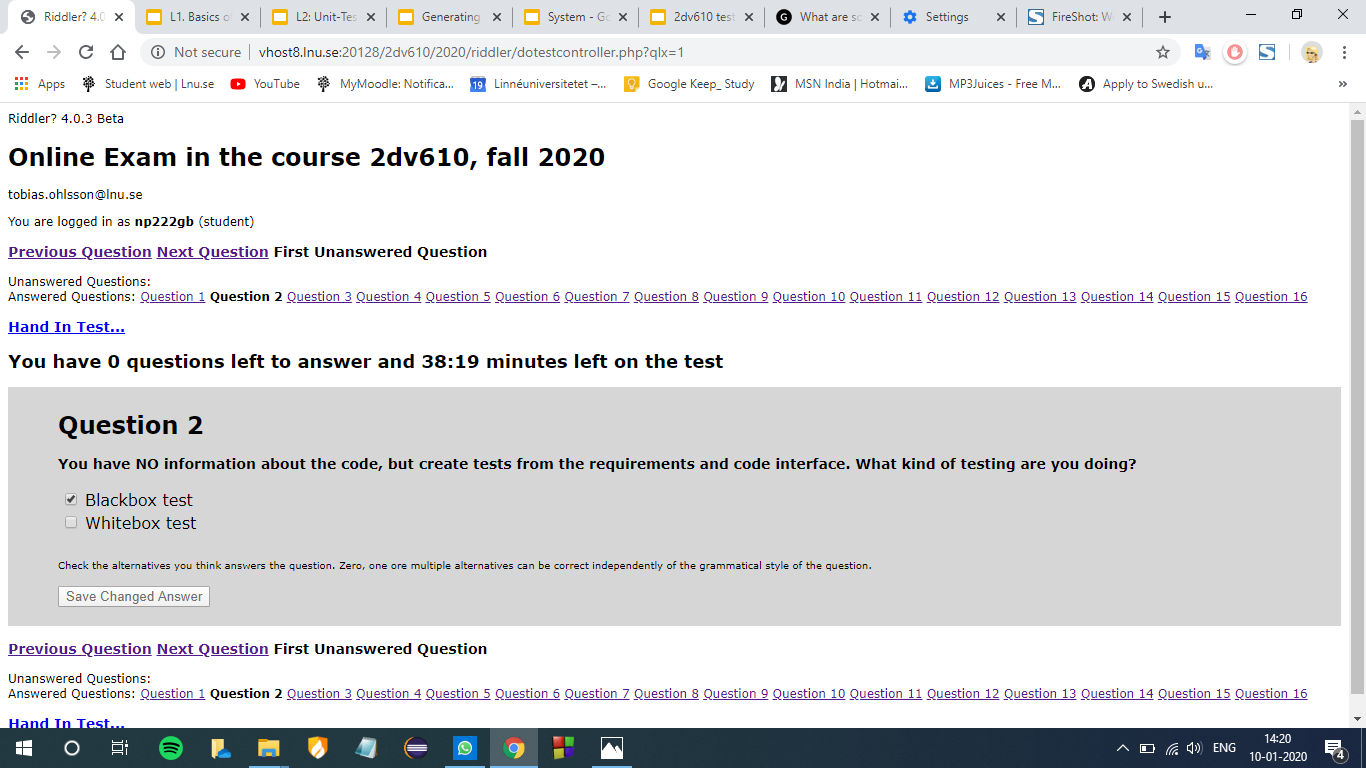 Riddler? 4.0
L1. Basics o
L2: Unit-Tes
Generating
System - Go
2dv610 test
What are so
Settings
FireShot: W
Not secure | vhost8.lnu.se:20128/2dv610/2020/riddler/dotestcontroller.php?qlx=1
Apps Student web | Lnu.se YouTube MyMoodle: Notifica... 19 Linnéuniversitetet –... Google Keep_ Study MSN India | Hotmai... MP3Juices - Free M... Apply to Swedish u... »
Riddler? 4.0.3 Beta
Online Exam in the course 2dv610, fall 2020
tobias.ohlsson@lnu.se
You are logged in as np222gb (student)
Previous Question Next Question First Unanswered Question
Unanswered Questions:
Answered Questions: Question 1 Question 2 Question 3 Question 4 Question 5 Question 6 Question 7 Question 8 Question 9 Question 10 Question 11 Question 12 Question 13 Question 14 Question 15 Question 16
Hand In Test...
You have 0 questions left to answer and 38:19 minutes left on the test
Question 2
You have NO information about the code, but create tests from the requirements and code interface. What kind of testing are you doing?
Blackbox test
Whitebox test
Check the alternatives you think answers the question. Zero, one ore multiple alternatives can be correct independently of the grammatical style of the question.
Save Changed Answer
Previous Question Next Question First Unanswered Question
Unanswered Questions:
Answered Questions: Question 1 Question 2 Question 3 Question 4 Question 5 Question 6 Question 7 Question 8 Question 9 Question 10 Question 11 Question 12 Question 13 Question 14 Question 15 Question 16
Hand In Test...
ENG
14:20
10-01-2020
4